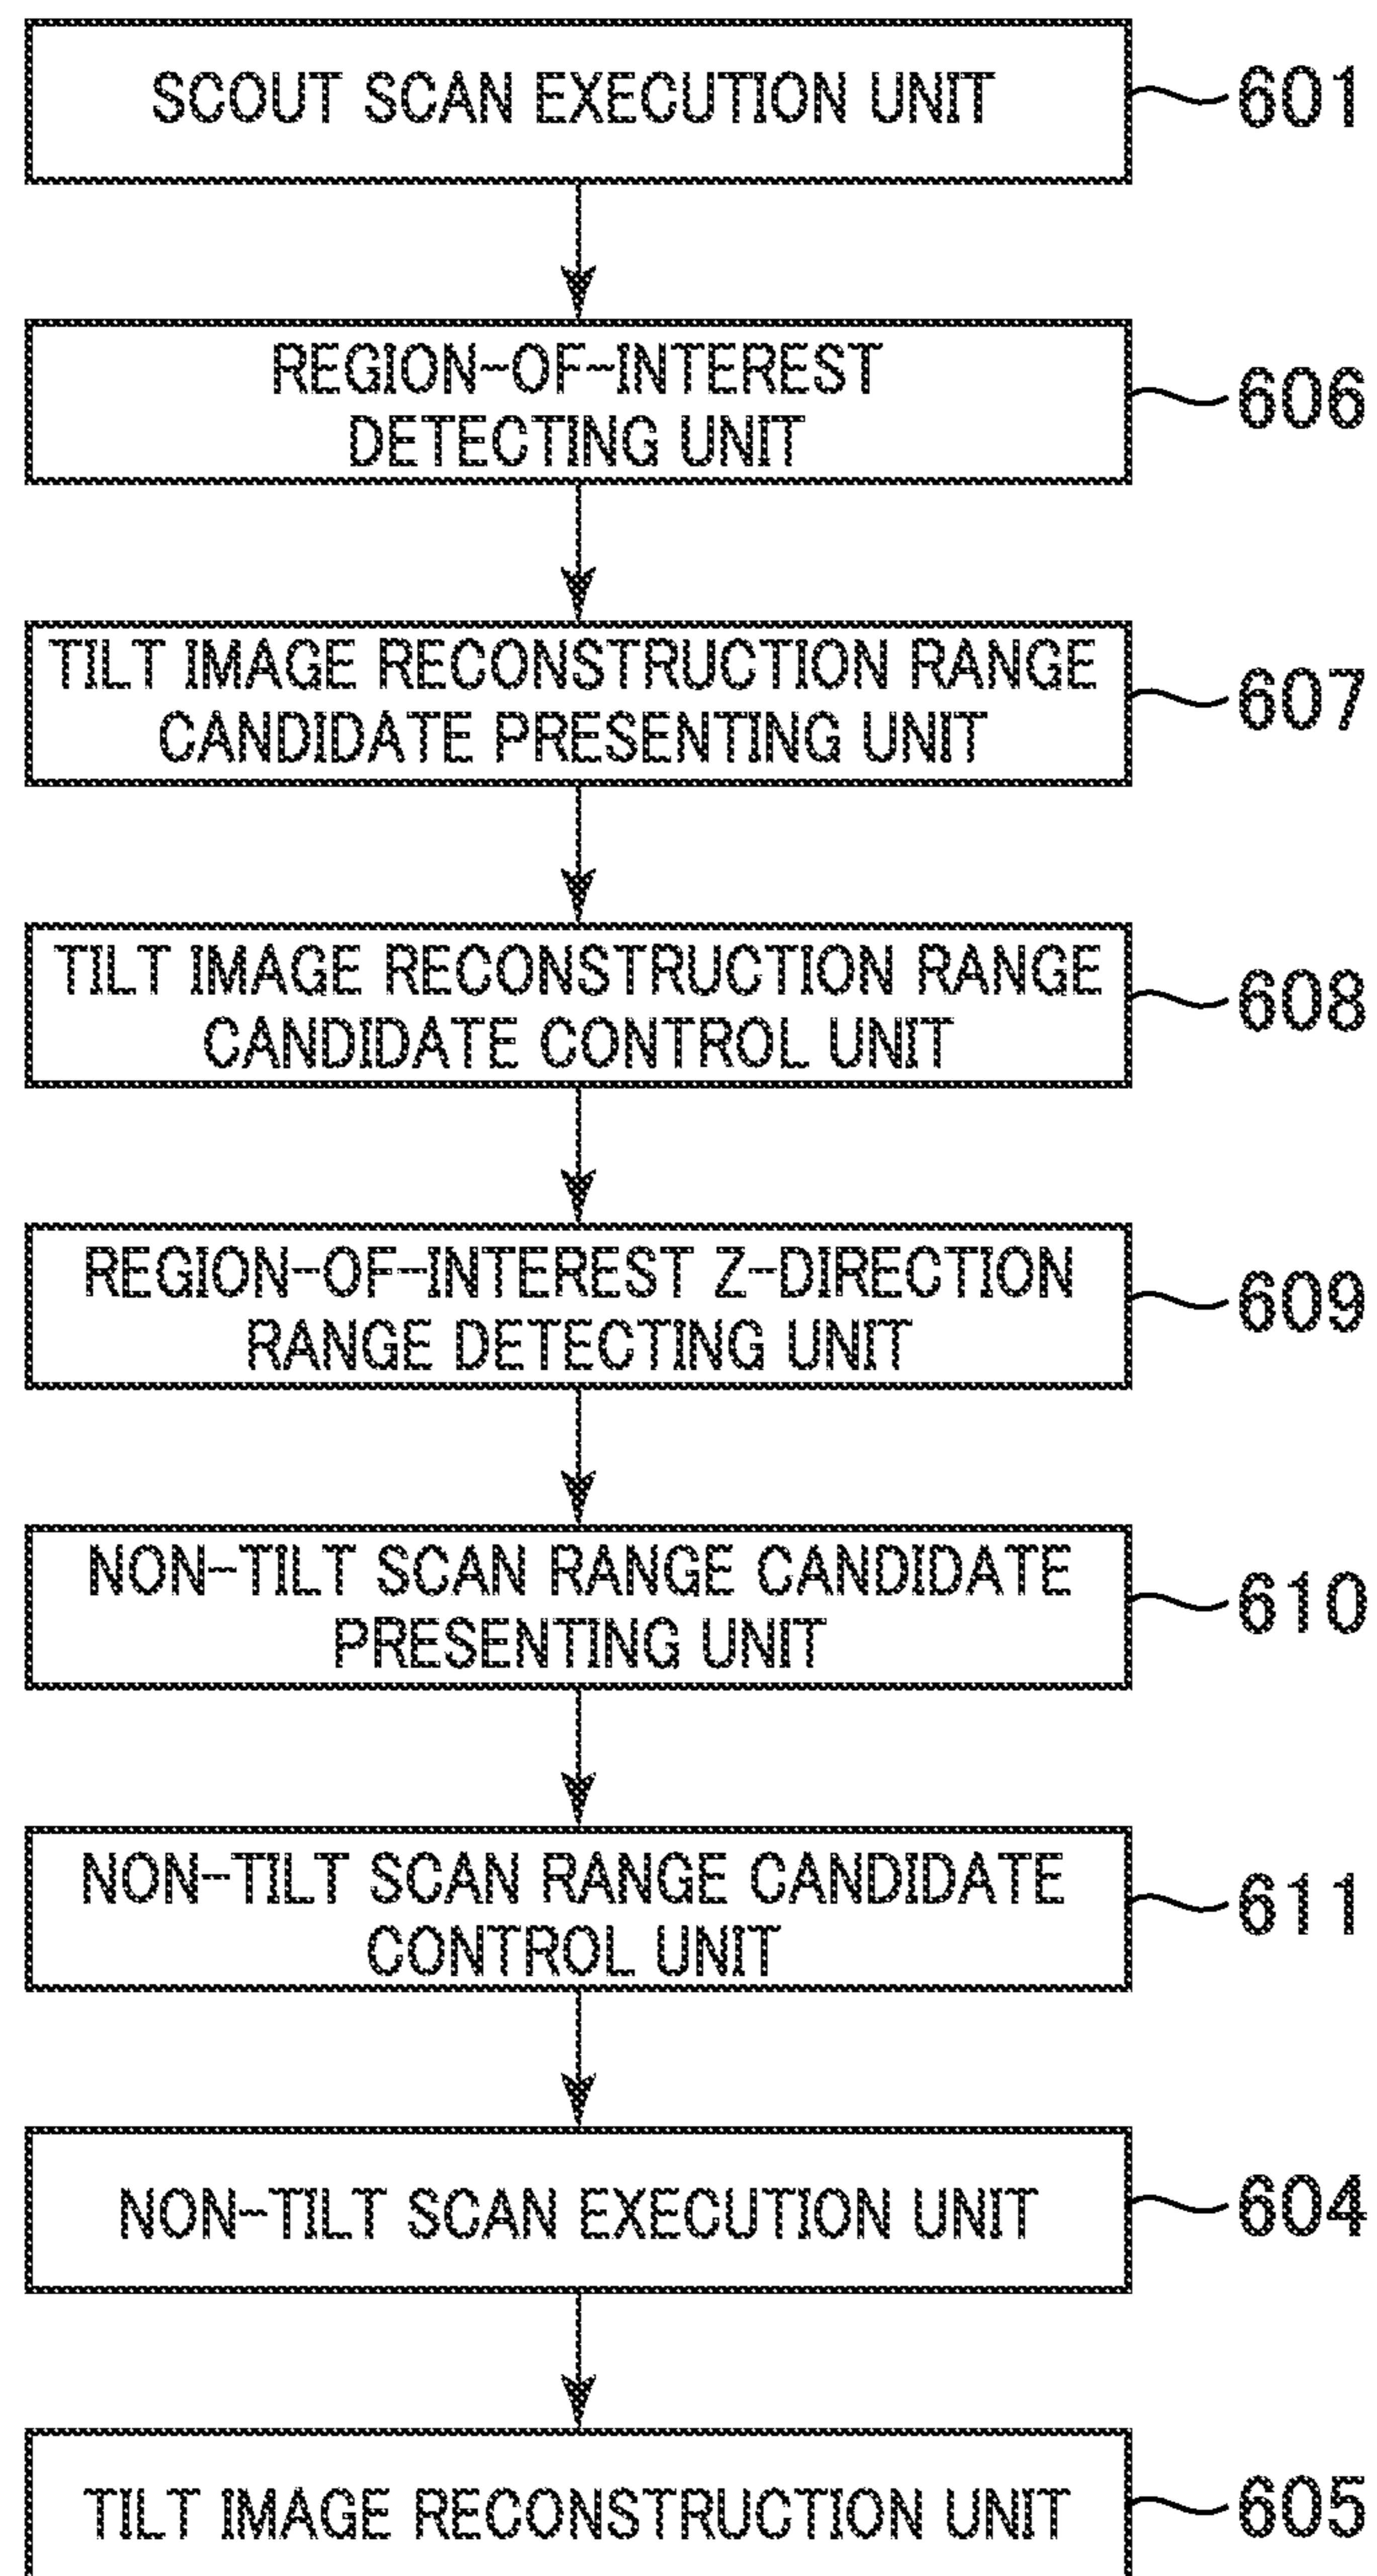 SCOUT SCAN EXECUTION UNIT
601
REGION-OF-INTEREST
DETECTING UNIT
606
TILT IMAGE RECONSTRUCTION RANGE
CANDIDATE PRESENTING UNIT
607
TILT IMAGE RECONSTRUCTION RANGE
CANDIDATE CONTROL UNIT
608
REGION-OF-INTEREST Z-DIRECTION
RANGE DETECTING UNIT
609
NON-TILT SCAN RANGE CANDIDATE
PRESENTING UNIT
610
NON-TILT SCAN RANGE CANDIDATE
CONTROL UNIT
611
NON-TILT SCAN EXECUTION UNIT
604
TILT IMAGE RECONSTRUCTION UNIT
605